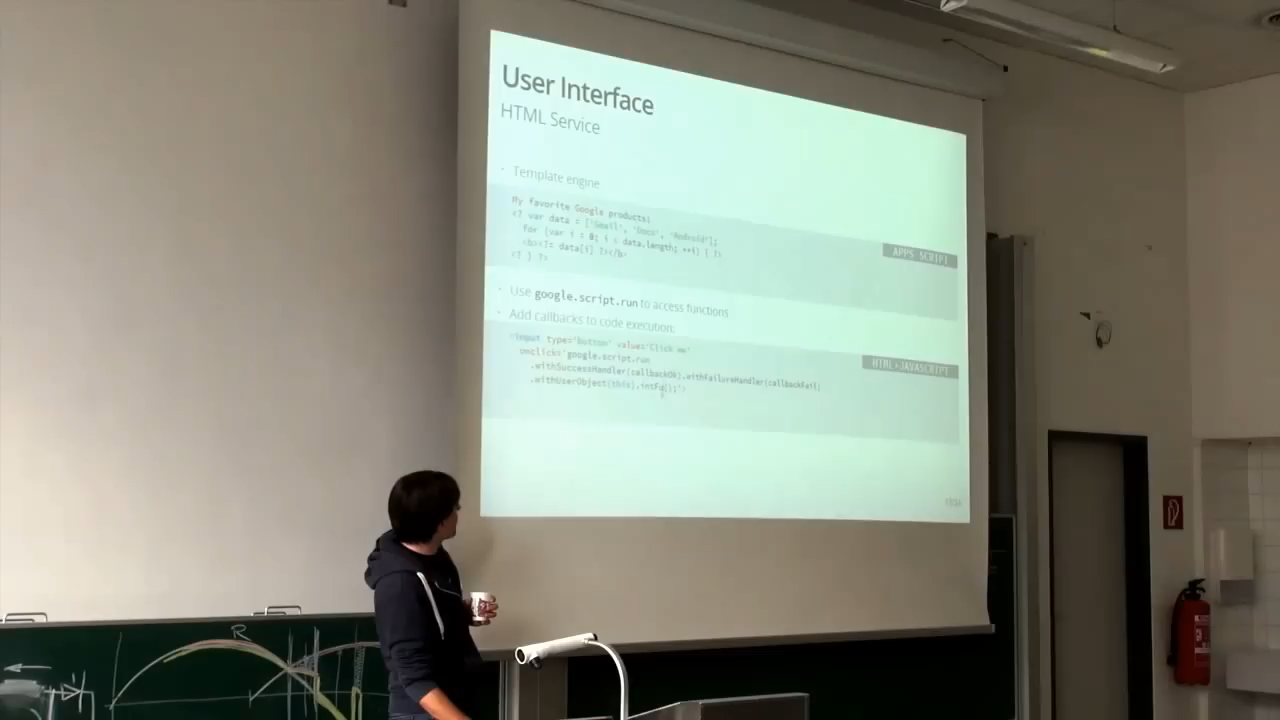 User Interface
HTML Service
· Template engine
My favorite Google products:
<? var data = ['Gmail', 'Docs', 'Android'];
for (var i = 0; i < data.length; ++i) { ?>
<b><?= data[i] ?></b>
<? } ?>
APPS SCRIPT
· Use google.script.run to access functions
· Add callbacks to code execution:
<input type='button' value='Click me'
onclick='google.script.run
.withSuccessHandler(callbackOk).withFailureHandler(callbackFail)
.withUserObject(this).intFu();'
HTML+JAVASCRIPT
R